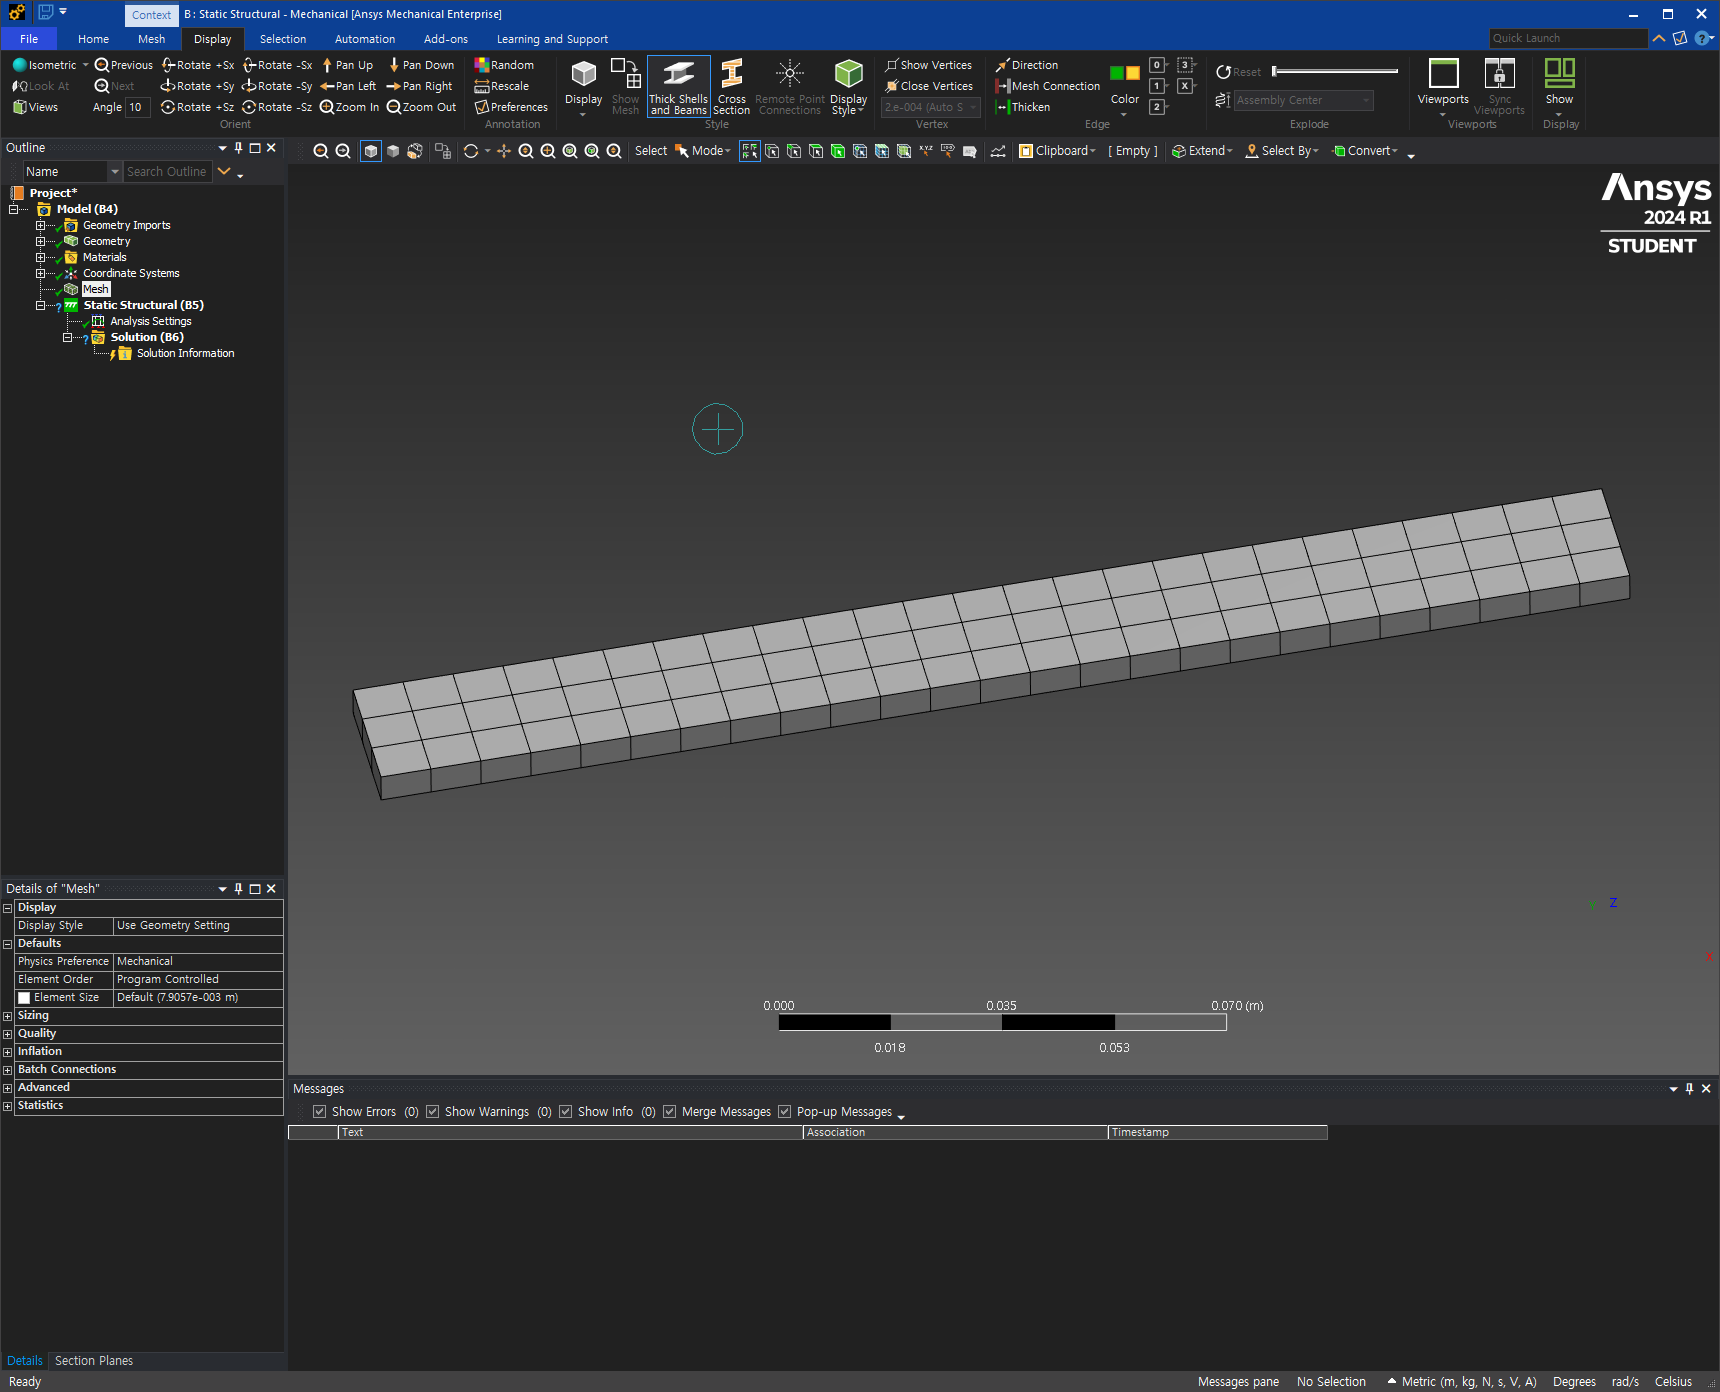 Context
B : Static Structural - Mechanical [Ansys Mechanical Enterprise]
File Home Mesh Display Selection Automation Add-ons Learning and Support
Quick Launch
Isometric Previous Rotate +Sx Rotate -Sx Pan Up Pan Down
Look At Next Rotate +Sy Rotate -Sy Pan Left Pan Right
Views Angle 10 Rotate +Sz Rotate -Sz Zoom In Zoom Out
Orient
Random
Rescale
Preferences
Annotation
Display
Show Mesh
Thick Shells and Beams
Cross Section
Remote Point Connections
Display Style
Style
Show Vertices
Close Vertices
2.e-004 (Auto S
Vertex
Direction
Mesh Connection
Thicken
Color
0 3
1 X
2
Edge
Reset
Assembly Center
Explode
Viewports
Sync Viewports
Viewports
Show
Display
Outline
Name Search Outline
Project*
Model (B4)
Geometry Imports
Geometry
Materials
Coordinate Systems
Mesh
Static Structural (B5)
Analysis Settings
Solution (B6)
Solution Information
Select Mode Clipboard [ Empty ] Extend Select By Convert
Ansys
2024 R1
STUDENT
Y Z
X
0.000 0.035 0.070 (m)
0.018 0.053
Details of "Mesh"
Display
Display Style Use Geometry Setting
Defaults
Physics Preference Mechanical
Element Order Program Controlled
Element Size Default (7.9057e-003 m)
Sizing
Quality
Inflation
Batch Connections
Advanced
Statistics
Details Section Planes
Messages
Show Errors (0) Show Warnings (0) Show Info (0) Merge Messages Pop-up Messages
Text Association Timestamp
Ready
Messages pane No Selection Metric (m, kg, N, s, V, A) Degrees rad/s Celsius